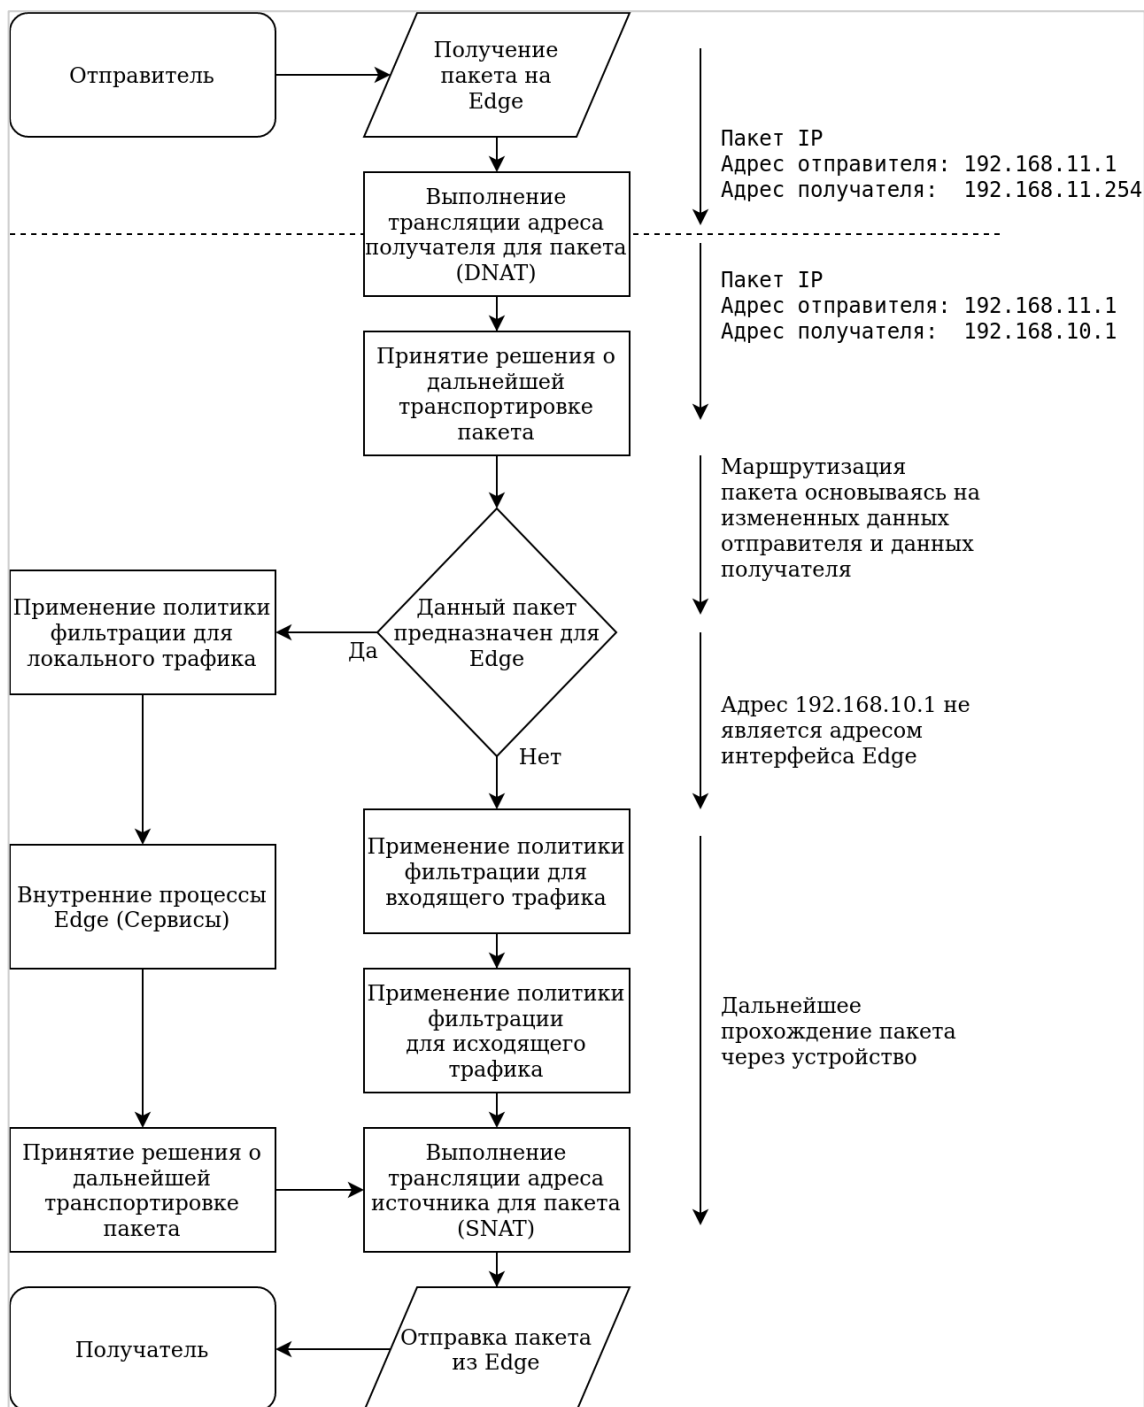 Отправитель
Получение
пакета на
Edge
Пакет IP
Адрес отправителя: 192.168.11.1
Адрес получателя: 192.168.11.254
Выполнение
трансляции адреса
получателя для пакета
(DNAT)
Пакет IP
Адрес отправителя: 192.168.11.1
Адрес получателя: 192.168.10.1
Принятие решения о
дальнейшей
транспортировке
пакета
Маршрутизация
пакета основываясь на
измененных данных
отправителя и данных
получателя
Данный пакет
предназначен для
Edge
Да
Нет
Применение политики
фильтрации для
локального трафика
Адрес 192.168.10.1 не
является адресом
интерфейса Edge
Применение политики
фильтрации для
входящего трафика
Внутренние процессы
Edge (Сервисы)
Применение политики
фильтрации
для исходящего
трафика
Дальнейшее
прохождение пакета
через устройство
Принятие решения о
дальнейшей
транспортировке
пакета
Выполнение
трансляции адреса
источника для пакета
(SNAT)
Отправка пакета
из Edge
Получатель